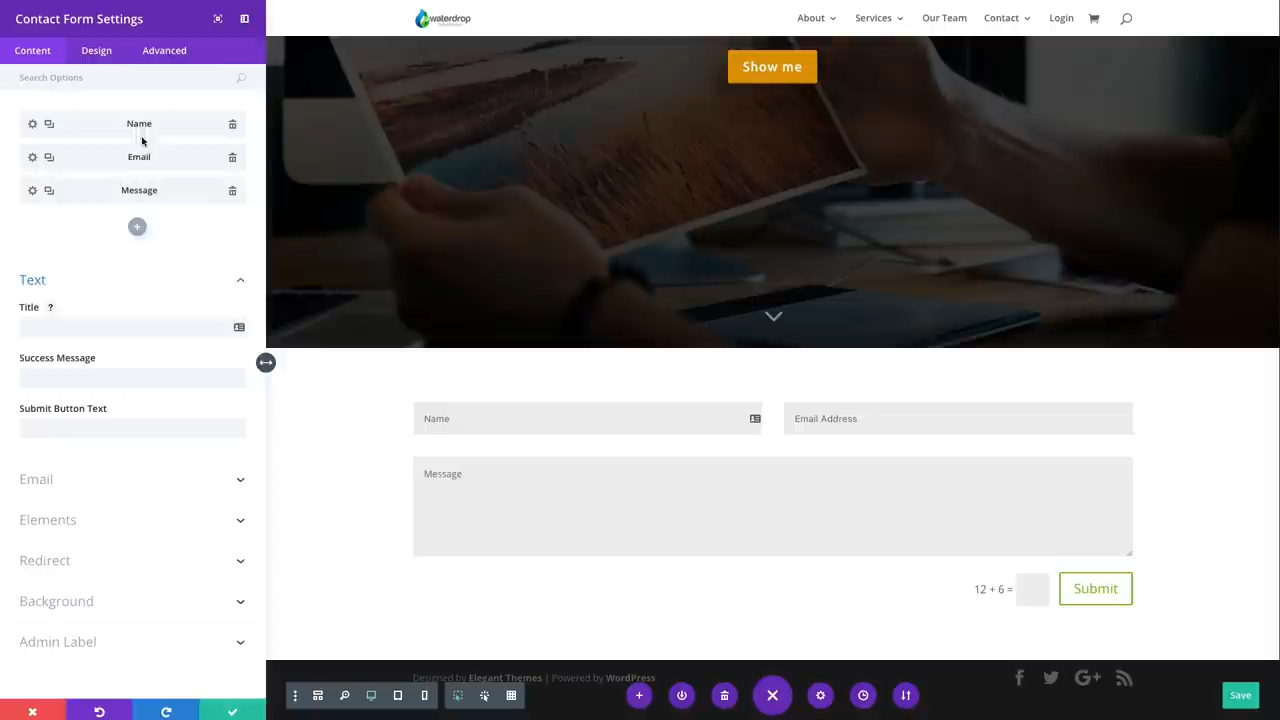 Contact Form Settings
Content Design Advanced
Search Options
Name
Email
Message
Text
Title ?
Success Message
Submit Button Text
Email
Elements
Redirect
Background
Admin Label
waterdrop
About Services Our Team Contact Login
Show me
Name Email Address
Message
12 + 6 = Submit
Designed by Elegant Themes | Powered by WordPress
Save